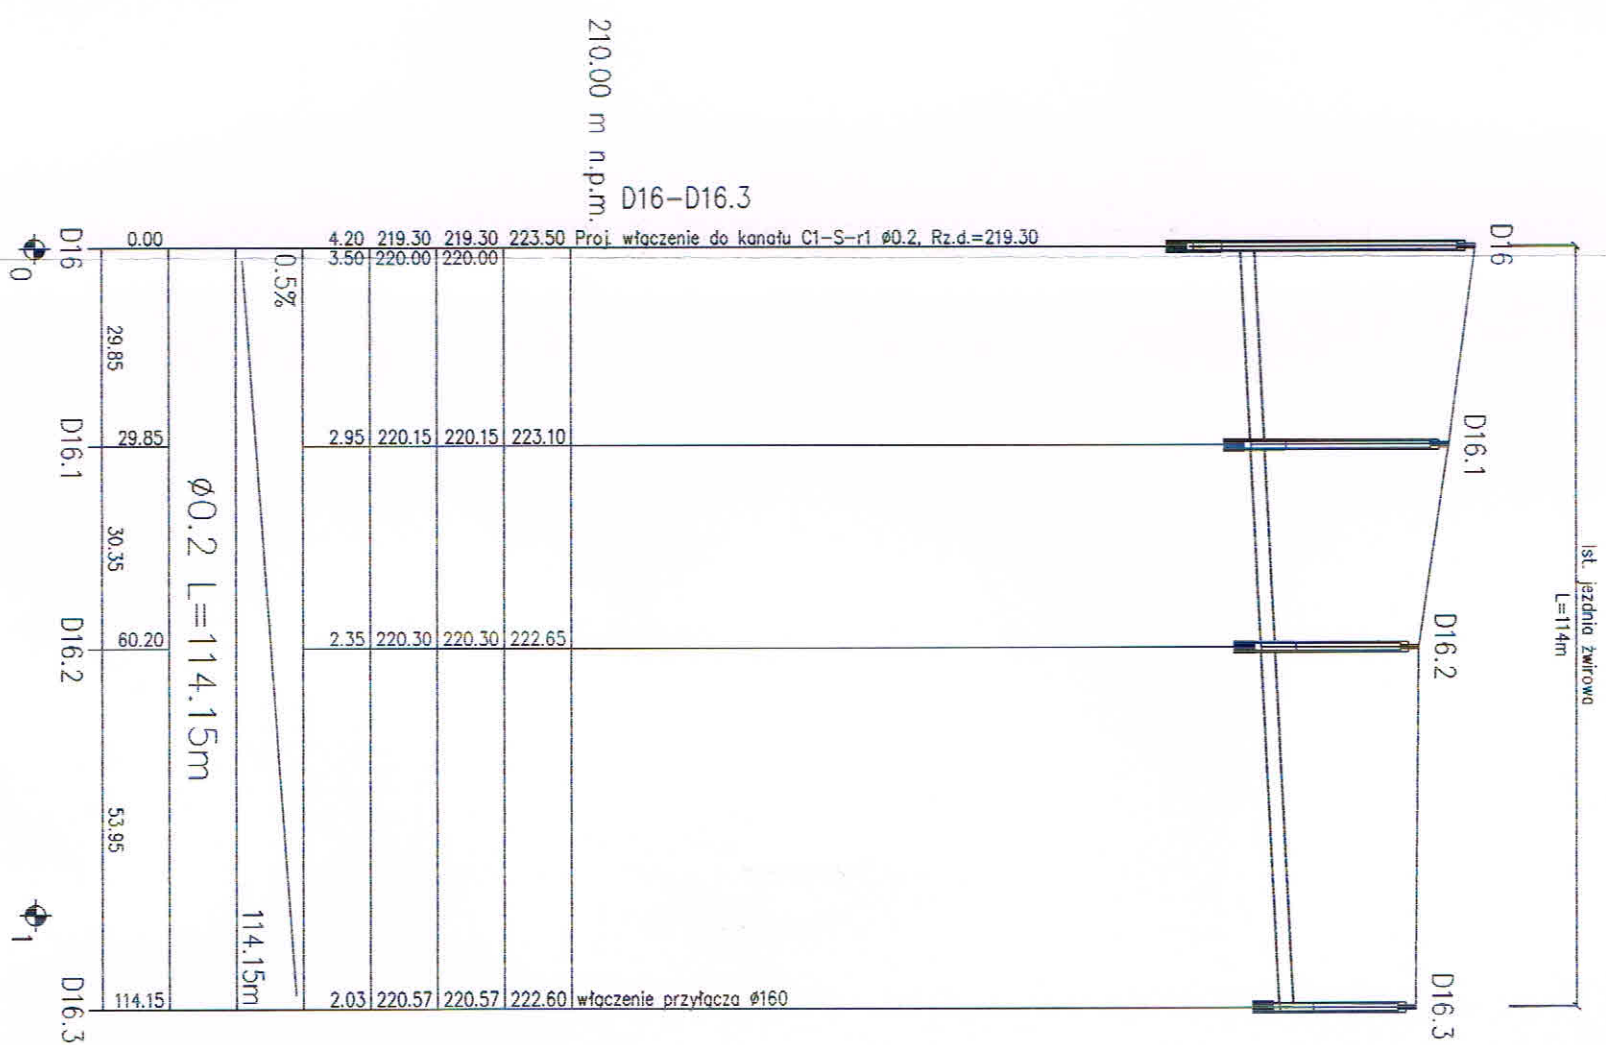 Ist. jezdnia żwirowa
L=114m
D16
D16.1
D16.2
D16.3
D16-D16.3
210.00 m n.p.m.
0.00 4.20 219.30 219.30 223.50 Proj. włączenie do kanału C1-S-r1 ø0.2, Rz.d.=219.30
3.50 220.00 220.00
29.85 2.95 220.15 220.15 223.10
60.20 2.35 220.30 220.30 222.65
114.15 2.03 220.57 220.57 222.60 włączenie przyłącza ø160
0.5%
114.15m
ø0.2 L=114.15m
29.85
30.35
53.95
D16
D16.1
D16.2
D16.3
0
1